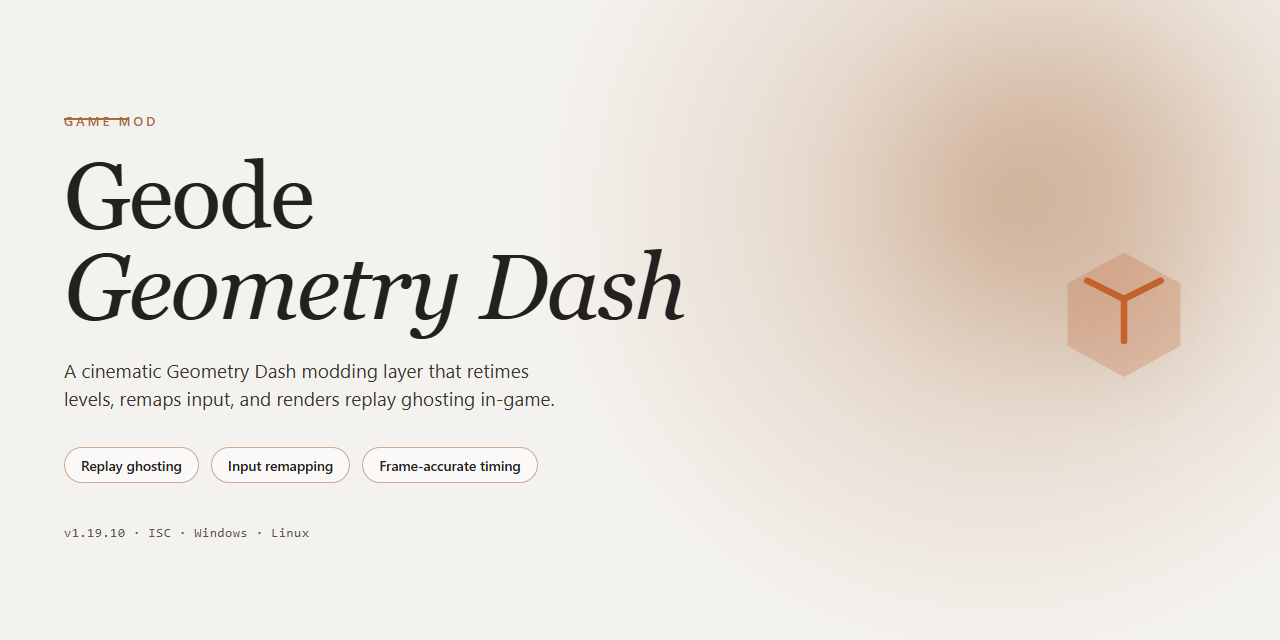 GAME MOD
Geode
Geometry Dash
A cinematic Geometry Dash modding layer that retimes
levels, remaps input, and renders replay ghosting in-game.
Replay ghosting
Input remapping
Frame-accurate timing
v1.19.10 · ISC · Windows · Linux